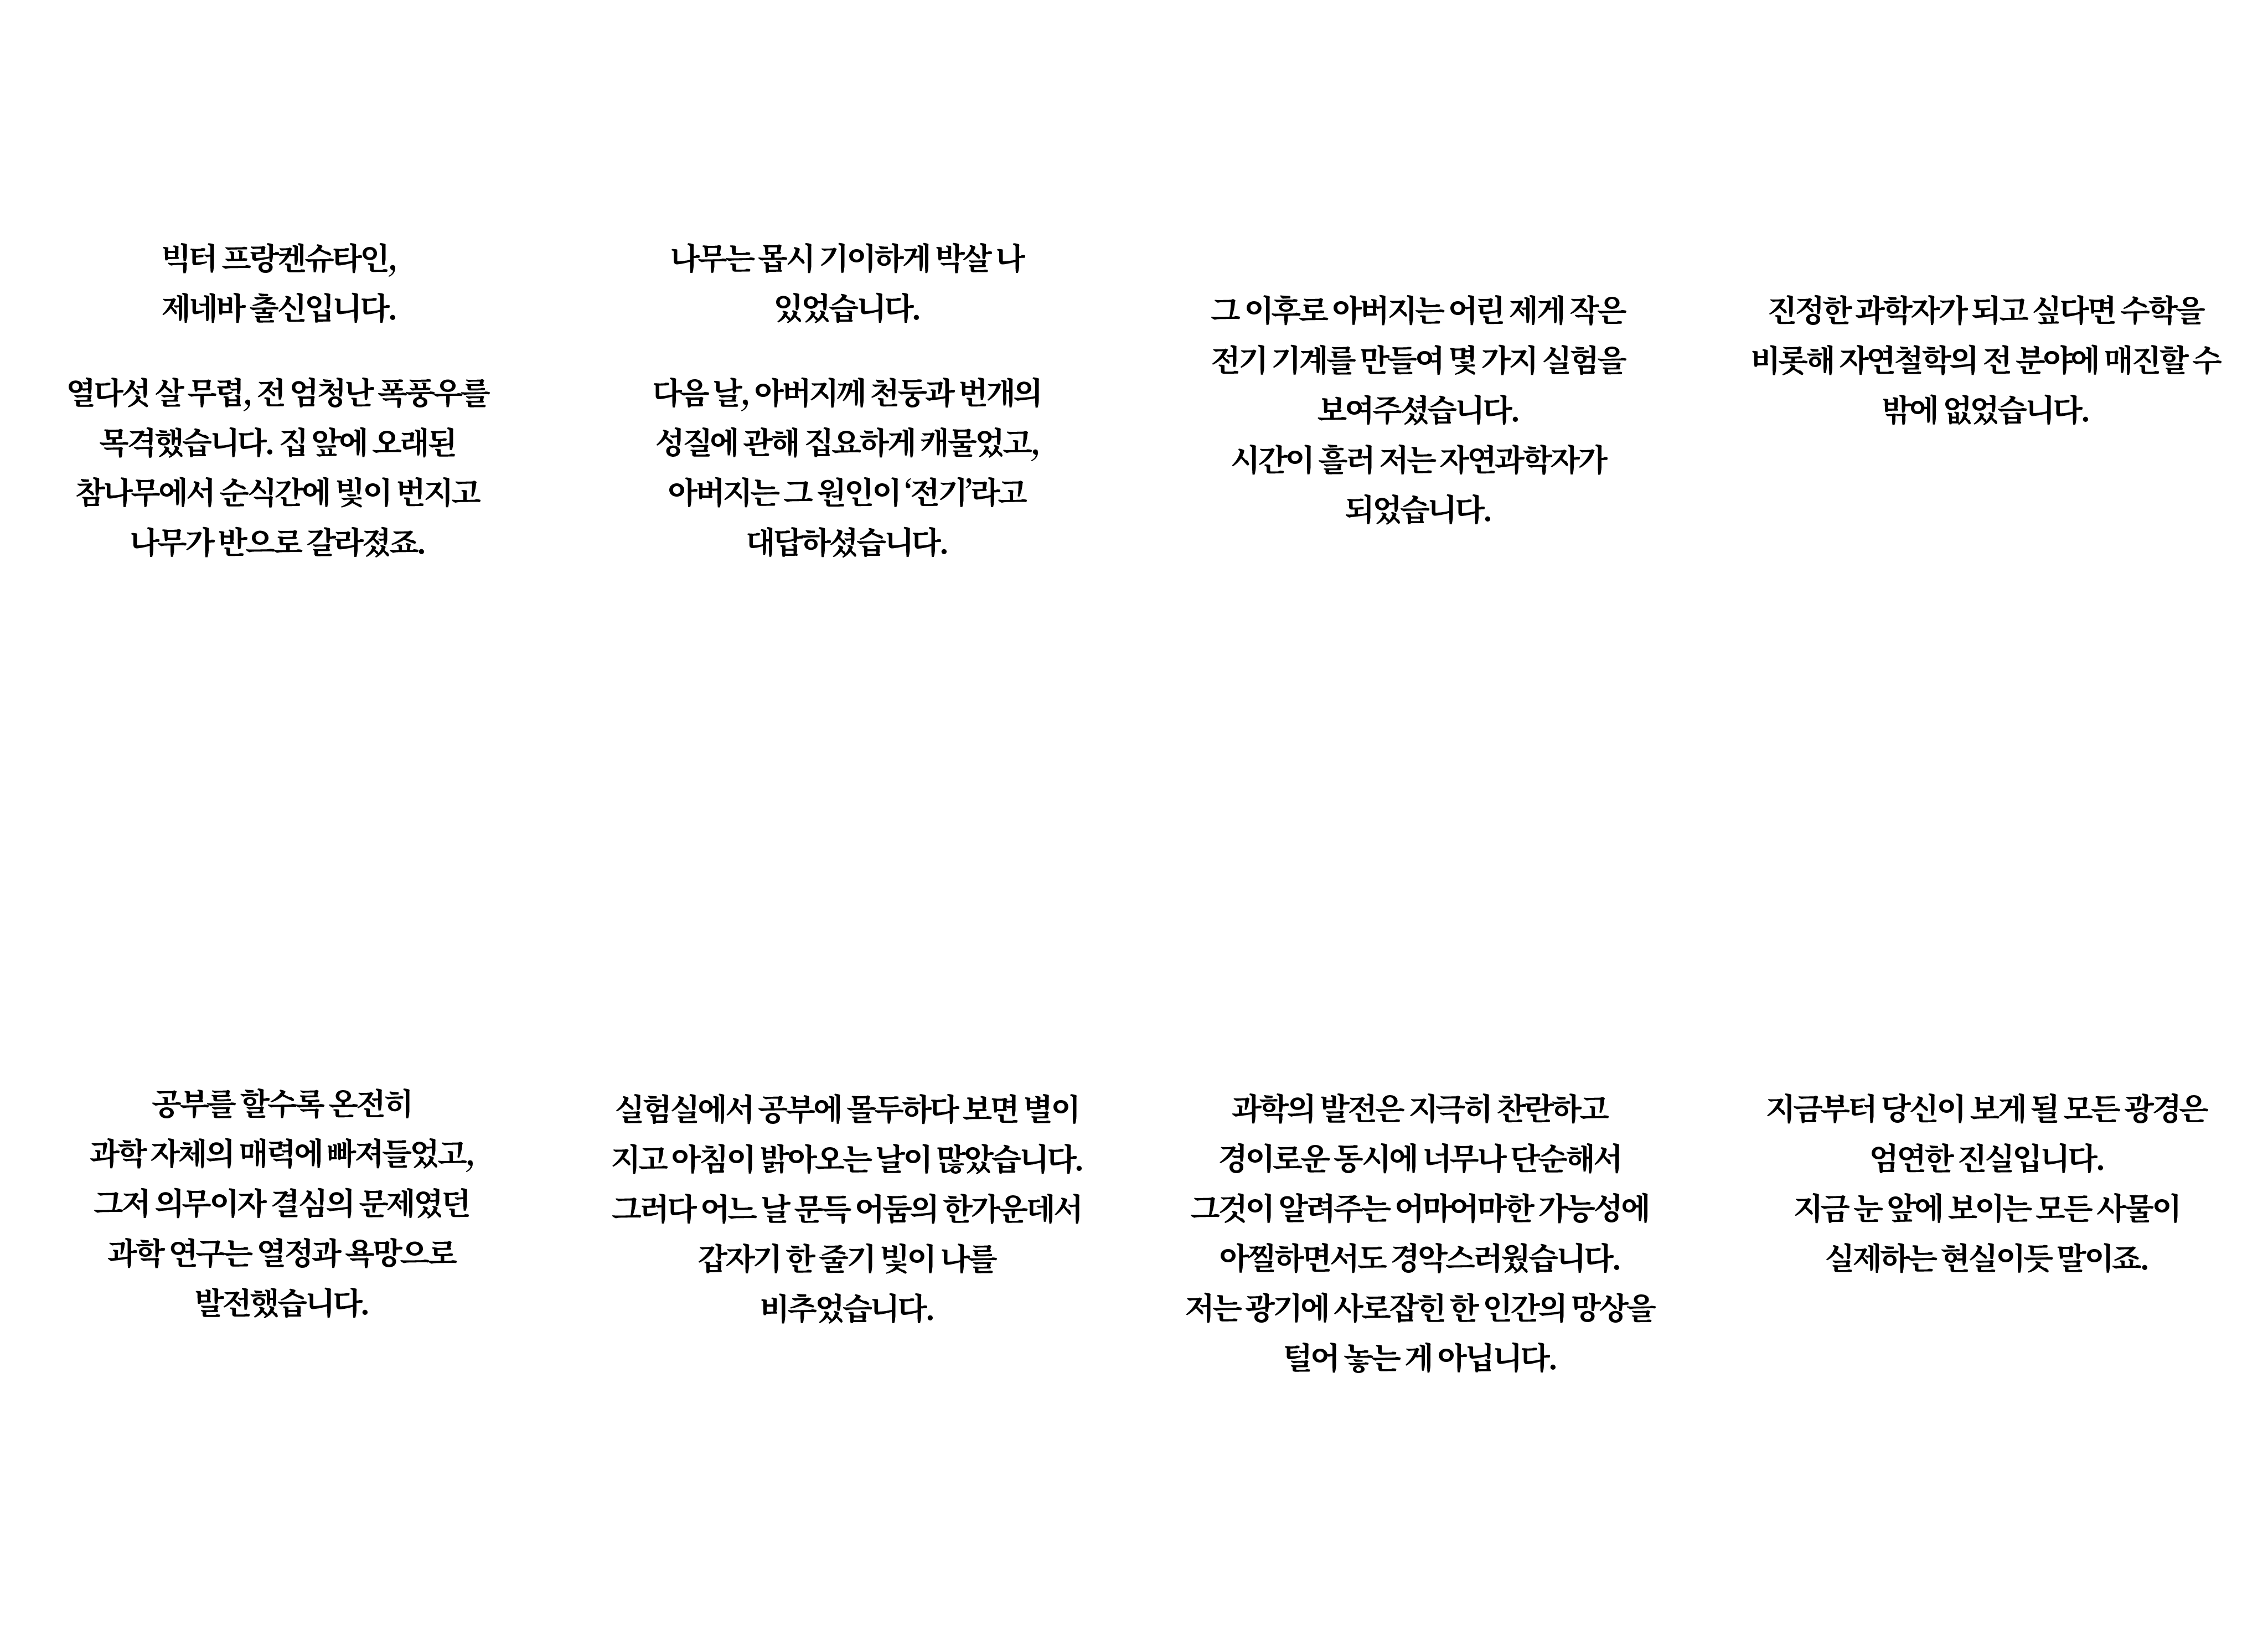 빅터 프랑켄슈타인,
제네바 출신입니다.
열다섯 살 무렵, 전 엄청난 폭풍우를
목격했습니다. 집 앞에 오래된
참나무에서 순식간에 빛이 번지고
나무가 반으로 갈라졌죠.
나무는 몹시 기이하게 박살 나
있었습니다.
다음 날, 아버지께 천둥과 번개의
성질에 관해 집요하게 캐물었고,
아버지는 그 원인이 ‘전기’라고
대답하셨습니다.
그 이후로 아버지는 어린 제게 작은
전기 기계를 만들여 몇 가지 실험을
보여주셨습니다.
시간이 흘러 저는 자연과학자가
되었습니다.
진정한 과학자가 되고 싶다면 수학을
비롯해 자연철학의 전 분야에 매진할 수
밖에 없었습니다.
공부를 할수록 온전히
과학 자체의 매력에 빠져들었고,
그저 의무이자 결심의 문제였던
과학 연구는 열정과 욕망으로
발전했습니다.
실험실에서 공부에 몰두하다 보면 별이
지고 아침이 밝아오는 날이 많았습니다.
그러다 어느 날 문득 어둠의 한가운데서
갑자기 한 줄기 빛이 나를
비추었습니다.
과학의 발전은 지극히 찬란하고
경이로운 동시에 너무나 단순해서
그것이 알려주는 어마어마한 가능성에
아찔하면서도 경악스러웠습니다.
저는 광기에 사로잡힌 한 인간의 망상을
털어 놓는 게 아닙니다.
지금부터 당신이 보게 될 모든 광경은
엄연한 진실입니다.
지금 눈 앞에 보이는 모든 사물이
실제하는 현실이듯 말이죠.